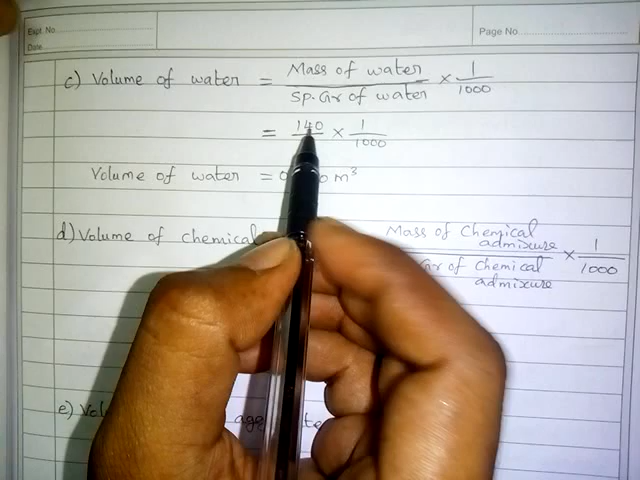 Expt. No.
Date
Page No.
c) Volume of water = Mass of water / Sp.Gr of water × 1/1000
= 140 × 1/1000
Volume of water = m³
d) Volume of chemical Mass of Chemical admixure / Gr of chemical admixure × 1/1000
e)